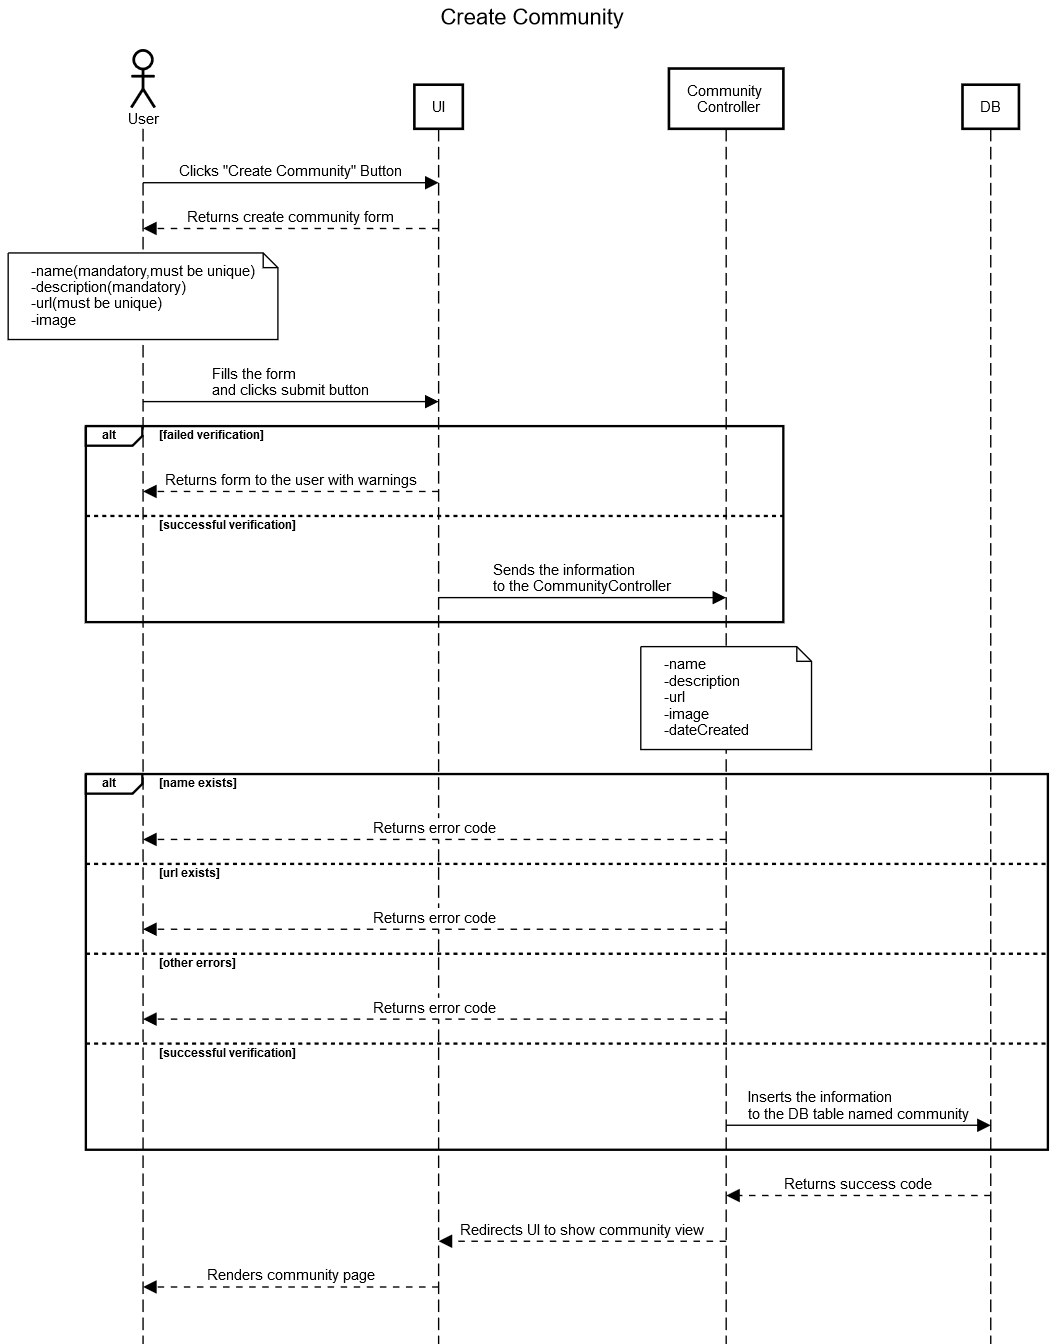 Create Community
User
UI
Community
Controller
DB
Clicks "Create Community" Button
Returns create community form
-name(mandatory,must be unique)
-description(mandatory)
-url(must be unique)
-image
Fills the form
and clicks submit button
alt
[failed verification]
Returns form to the user with warnings
[successful verification]
Sends the information
to the CommunityController
-name
-description
-url
-image
-dateCreated
alt
[name exists]
Returns error code
[url exists]
Returns error code
[other errors]
Returns error code
[successful verification]
Inserts the information
to the DB table named community
Returns success code
Redirects UI to show community view
Renders community page